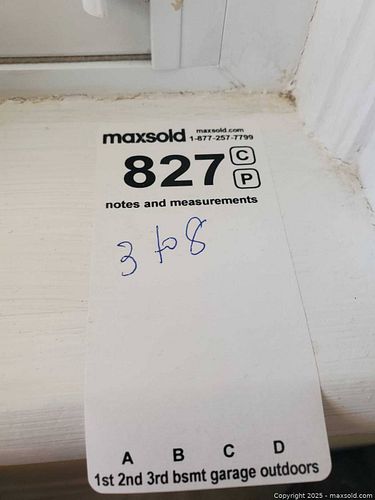 maxsold maxsold.com
1-877-257-7799
827 C
P
notes and measurements
3 to 8
A B C D
1st 2nd 3rd bsmt garage outdoors
Copyright 2025 - maxsold.com